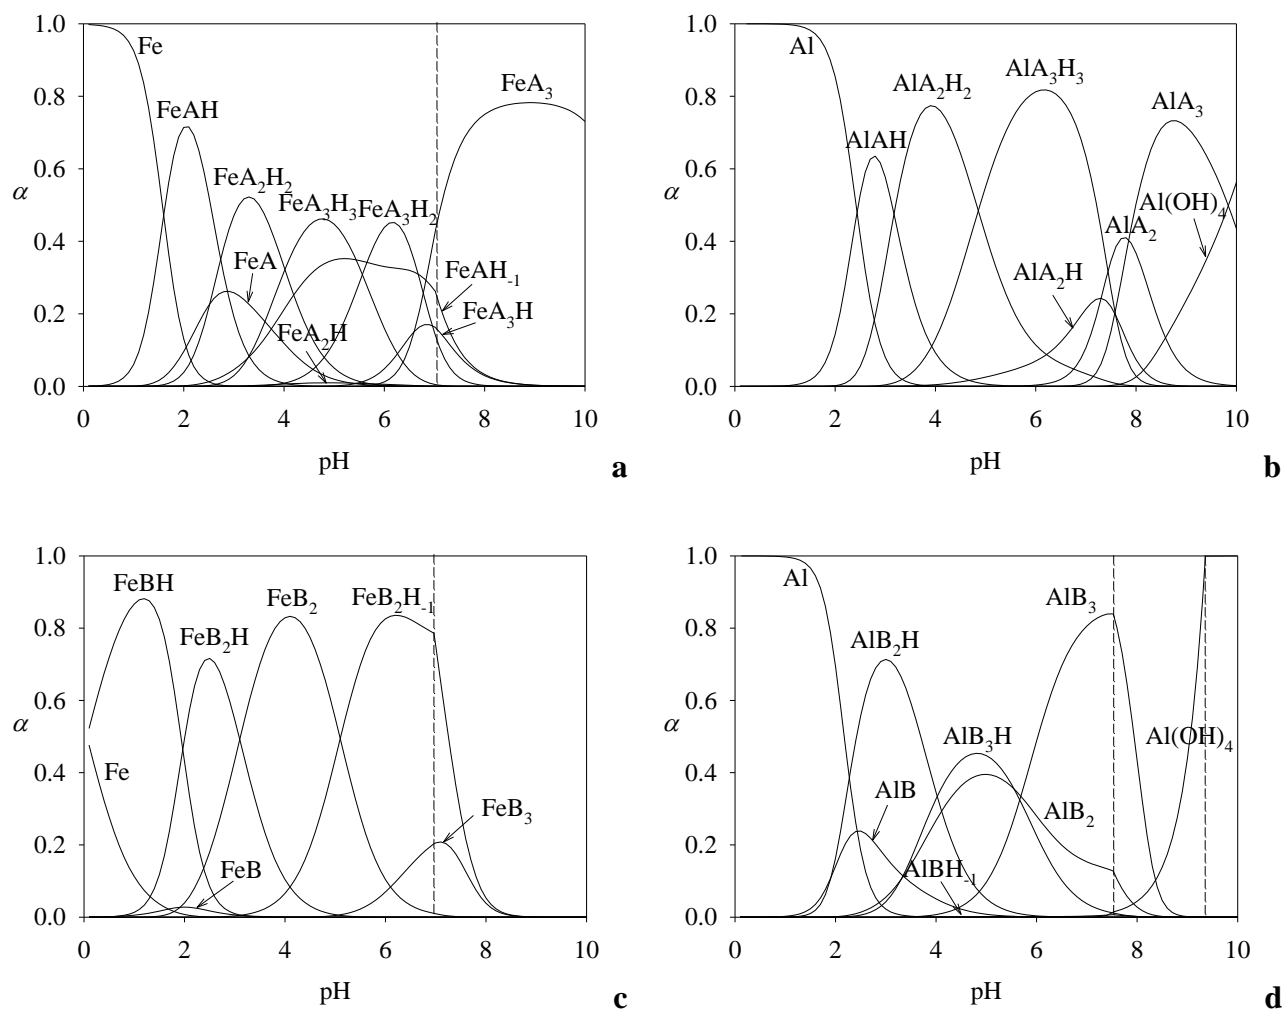 1.0
0.8
0.6
α
0.4
0.2
0.0
0 2 4 6 8 10
pH
a
Fe
FeAH
FeA₂H₂
FeA
FeA₃H₃
FeA₃H₂
FeA₂H
FeA₃
FeAH₋₁
FeA₃H
1.0
0.8
0.6
α
0.4
0.2
0.0
0 2 4 6 8 10
pH
b
Al
AlAH
AlA₂H₂
AlA₃H₃
AlA₃
Al(OH)₄
AlA₂
AlA₂H
1.0
0.8
0.6
α
0.4
0.2
0.0
0 2 4 6 8 10
pH
c
FeBH
Fe
FeB₂H
FeB
FeB₂
FeB₂H₋₁
FeB₃
1.0
0.8
0.6
α
0.4
0.2
0.0
0 2 4 6 8 10
pH
d
Al
AlB₂H
AlB
AlB₃H
AlBH₋₁
AlB₃
AlB₂
Al(OH)₄